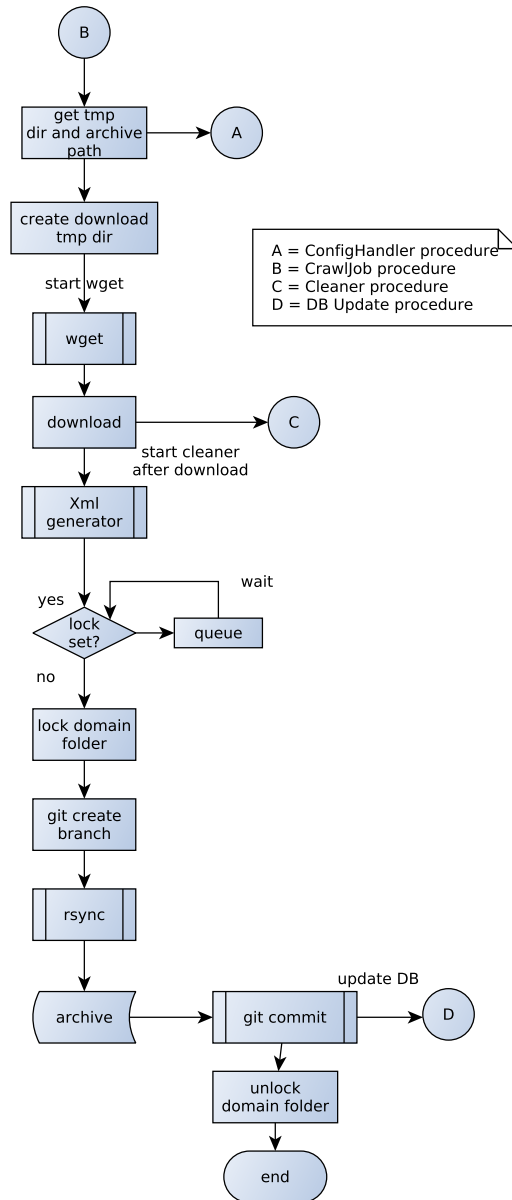 B
get tmp
dir and archive
path
A
create download
tmp dir
A = ConfigHandler procedure
B = CrawlJob procedure
C = Cleaner procedure
D = DB Update procedure
start wget
wget
download
C
start cleaner
after download
Xml
generator
wait
yes
lock
set?
queue
no
lock domain
folder
git create
branch
rsync
update DB
archive
git commit
D
unlock
domain folder
end